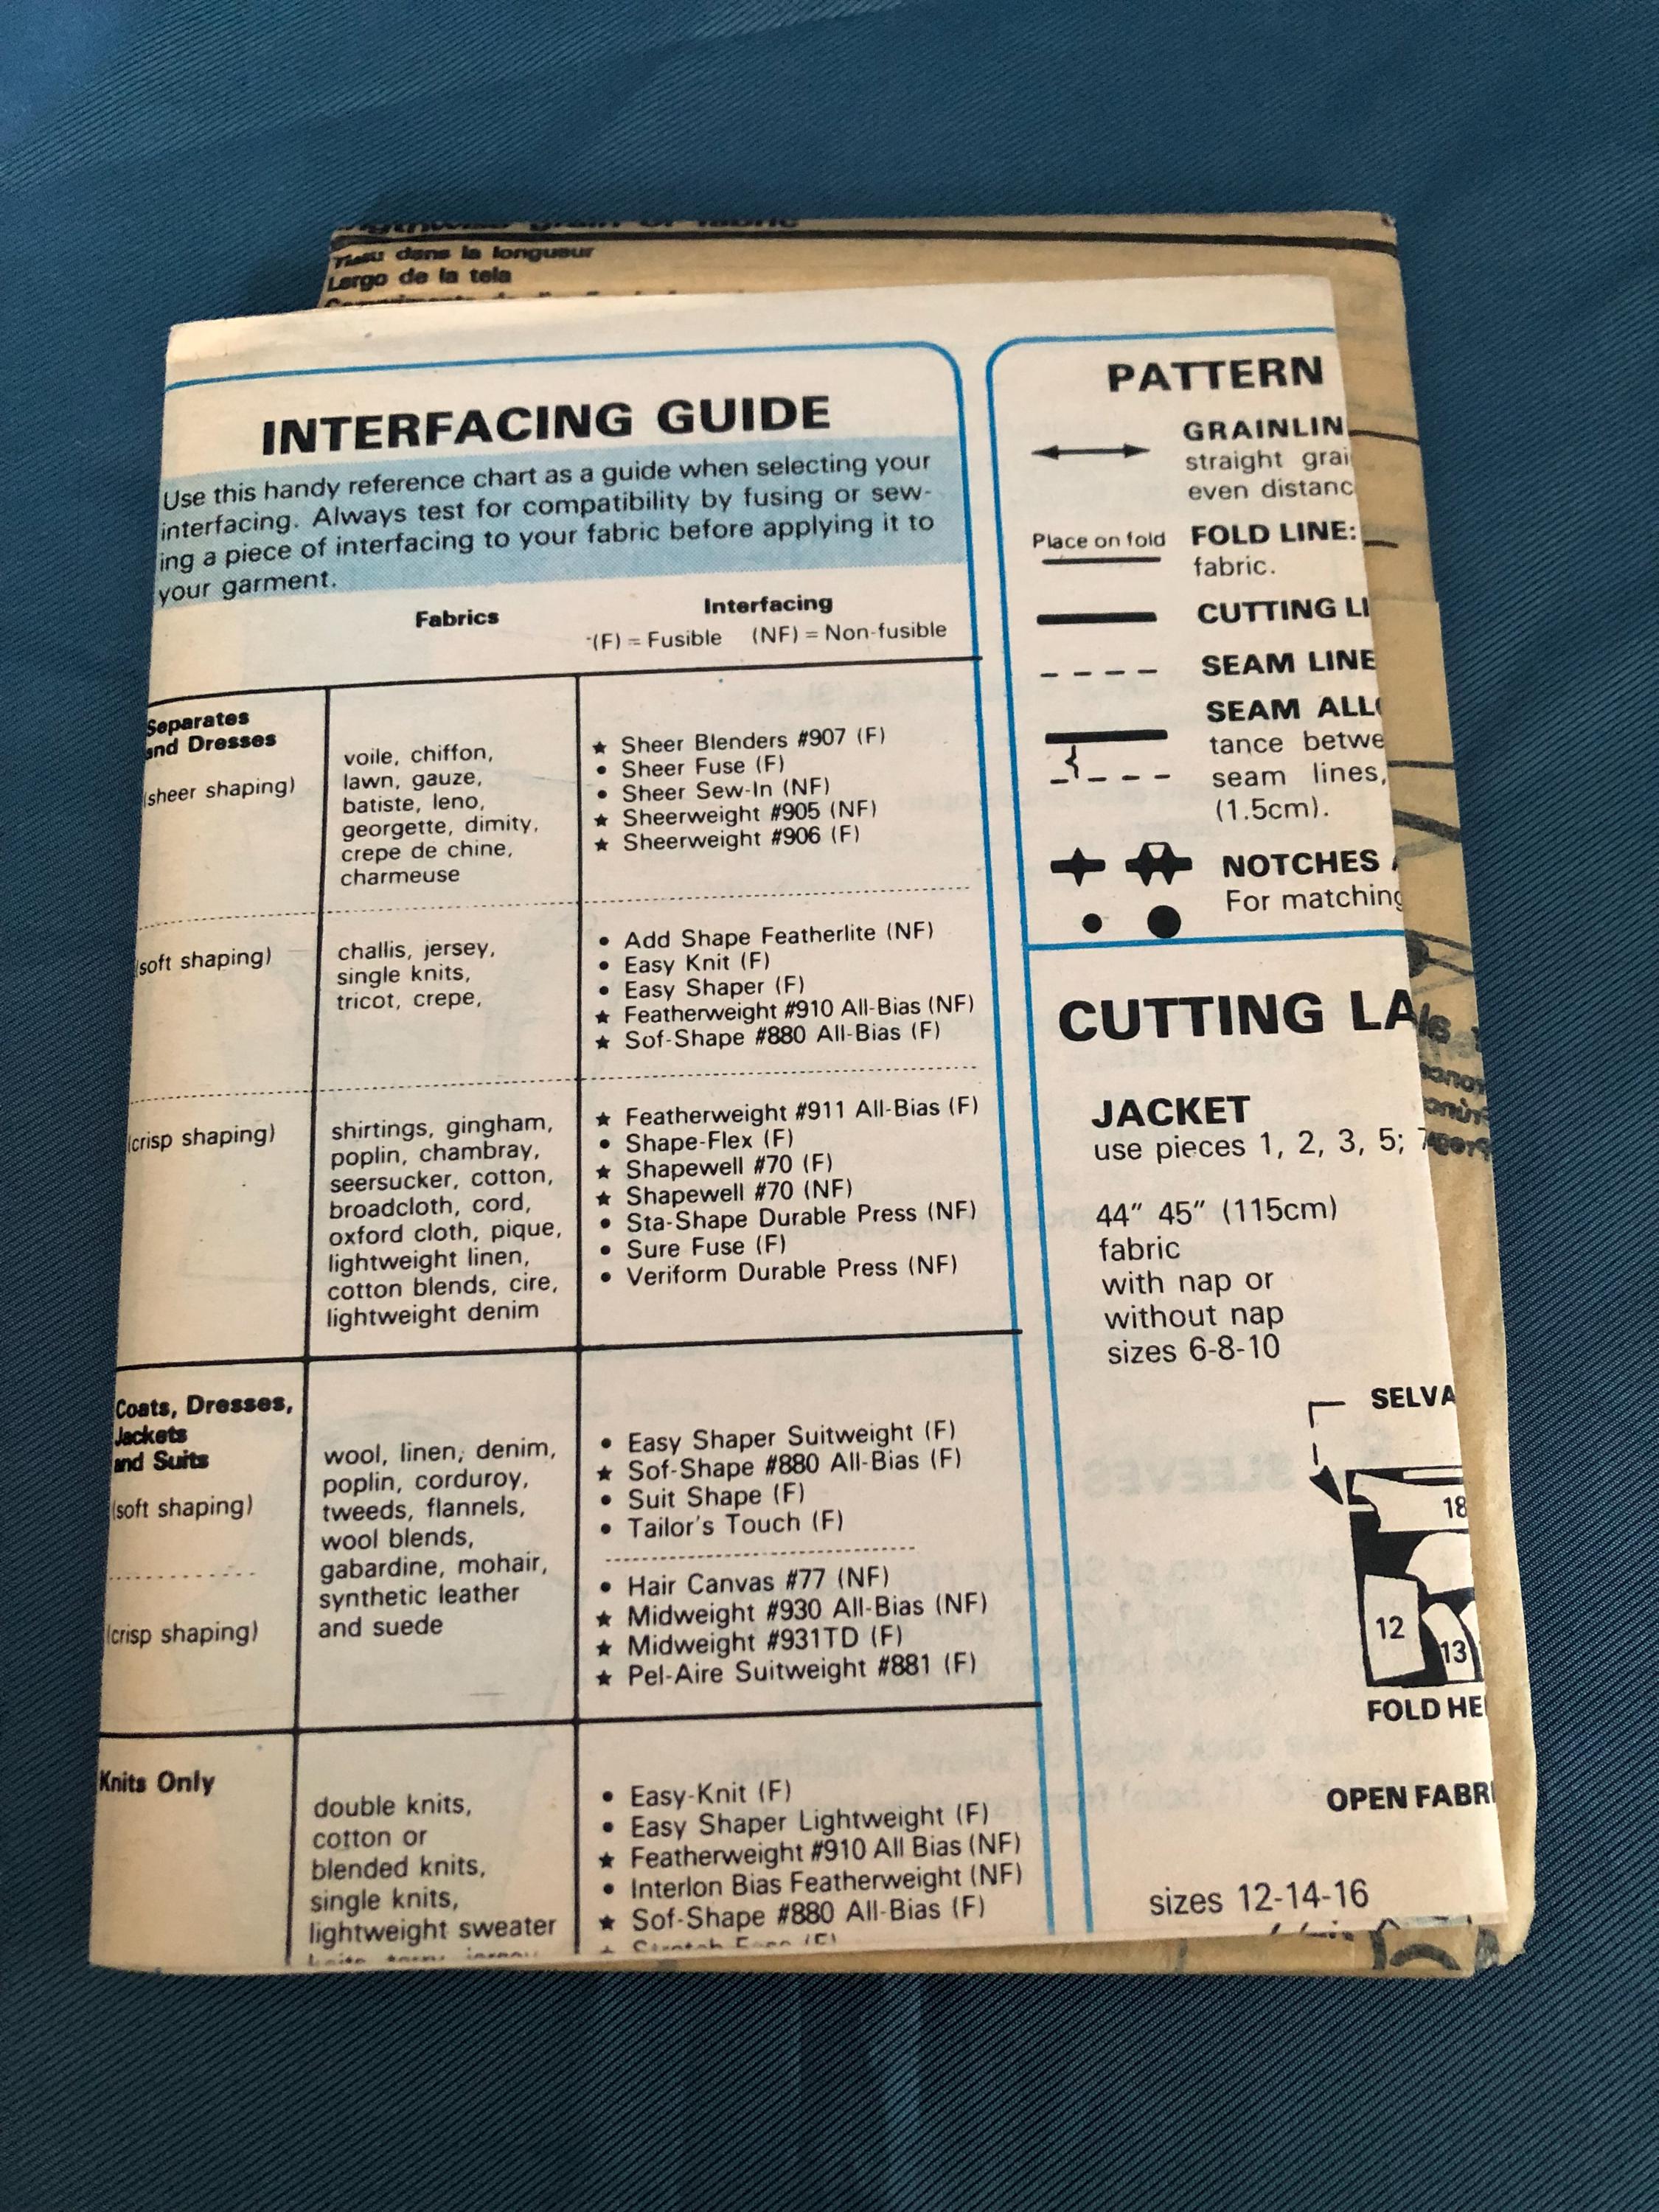 Tissu dans la longueur
Largo de la tela
INTERFACING GUIDE
Use this handy reference chart as a guide when selecting your
interfacing. Always test for compatibility by fusing or sew-
ing a piece of interfacing to your fabric before applying it to
your garment.
Fabrics
Interfacing
(F) = Fusible (NF) = Non-fusible
Separates
and Dresses
(sheer shaping)
voile, chiffon,
lawn, gauze,
batiste, leno,
georgette, dimity,
crepe de chine,
charmeuse
★ Sheer Blenders #907 (F)
• Sheer Fuse (F)
• Sheer Sew-In (NF)
★ Sheerweight #905 (NF)
★ Sheerweight #906 (F)
(soft shaping)
challis, jersey,
single knits,
tricot, crepe,
• Add Shape Featherlite (NF)
• Easy Knit (F)
• Easy Shaper (F)
★ Featherweight #910 All-Bias (NF)
★ Sof-Shape #880 All-Bias (F)
(crisp shaping)
shirtings, gingham,
poplin, chambray,
seersucker, cotton,
broadcloth, cord,
oxford cloth, pique,
lightweight linen,
cotton blends, cire,
lightweight denim
★ Featherweight #911 All-Bias (F)
• Shape-Flex (F)
★ Shapewell #70 (F)
★ Shapewell #70 (NF)
• Sta-Shape Durable Press (NF)
• Sure Fuse (F)
• Veriform Durable Press (NF)
Coats, Dresses,
Jackets
and Suits
(soft shaping)
(crisp shaping)
wool, linen, denim,
poplin, corduroy,
tweeds, flannels,
wool blends,
gabardine, mohair,
synthetic leather
and suede
• Easy Shaper Suitweight (F)
★ Sof-Shape #880 All-Bias (F)
• Suit Shape (F)
• Tailor's Touch (F)
• Hair Canvas #77 (NF)
★ Midweight #930 All-Bias (NF)
★ Midweight #931TD (F)
★ Pel-Aire Suitweight #881 (F)
Knits Only
double knits,
cotton or
blended knits,
single knits,
lightweight sweater
• Easy-Knit (F)
• Easy Shaper Lightweight (F)
★ Featherweight #910 All Bias (NF)
• Interlon Bias Featherweight (NF)
★ Sof-Shape #880 All-Bias (F)
PATTERN
GRAINLIN
straight grai
even distanc
Place on fold
FOLD LINE:
fabric.
CUTTING LI
SEAM LINE
SEAM ALL
tance betwe
seam lines,
(1.5cm).
NOTCHES
For matching
CUTTING LA
JACKET
use pieces 1, 2, 3, 5; 7
44" 45" (115cm)
fabric
with nap or
without nap
sizes 6-8-10
SELVA
18
12
13
FOLD HE
OPEN FABRI
sizes 12-14-16